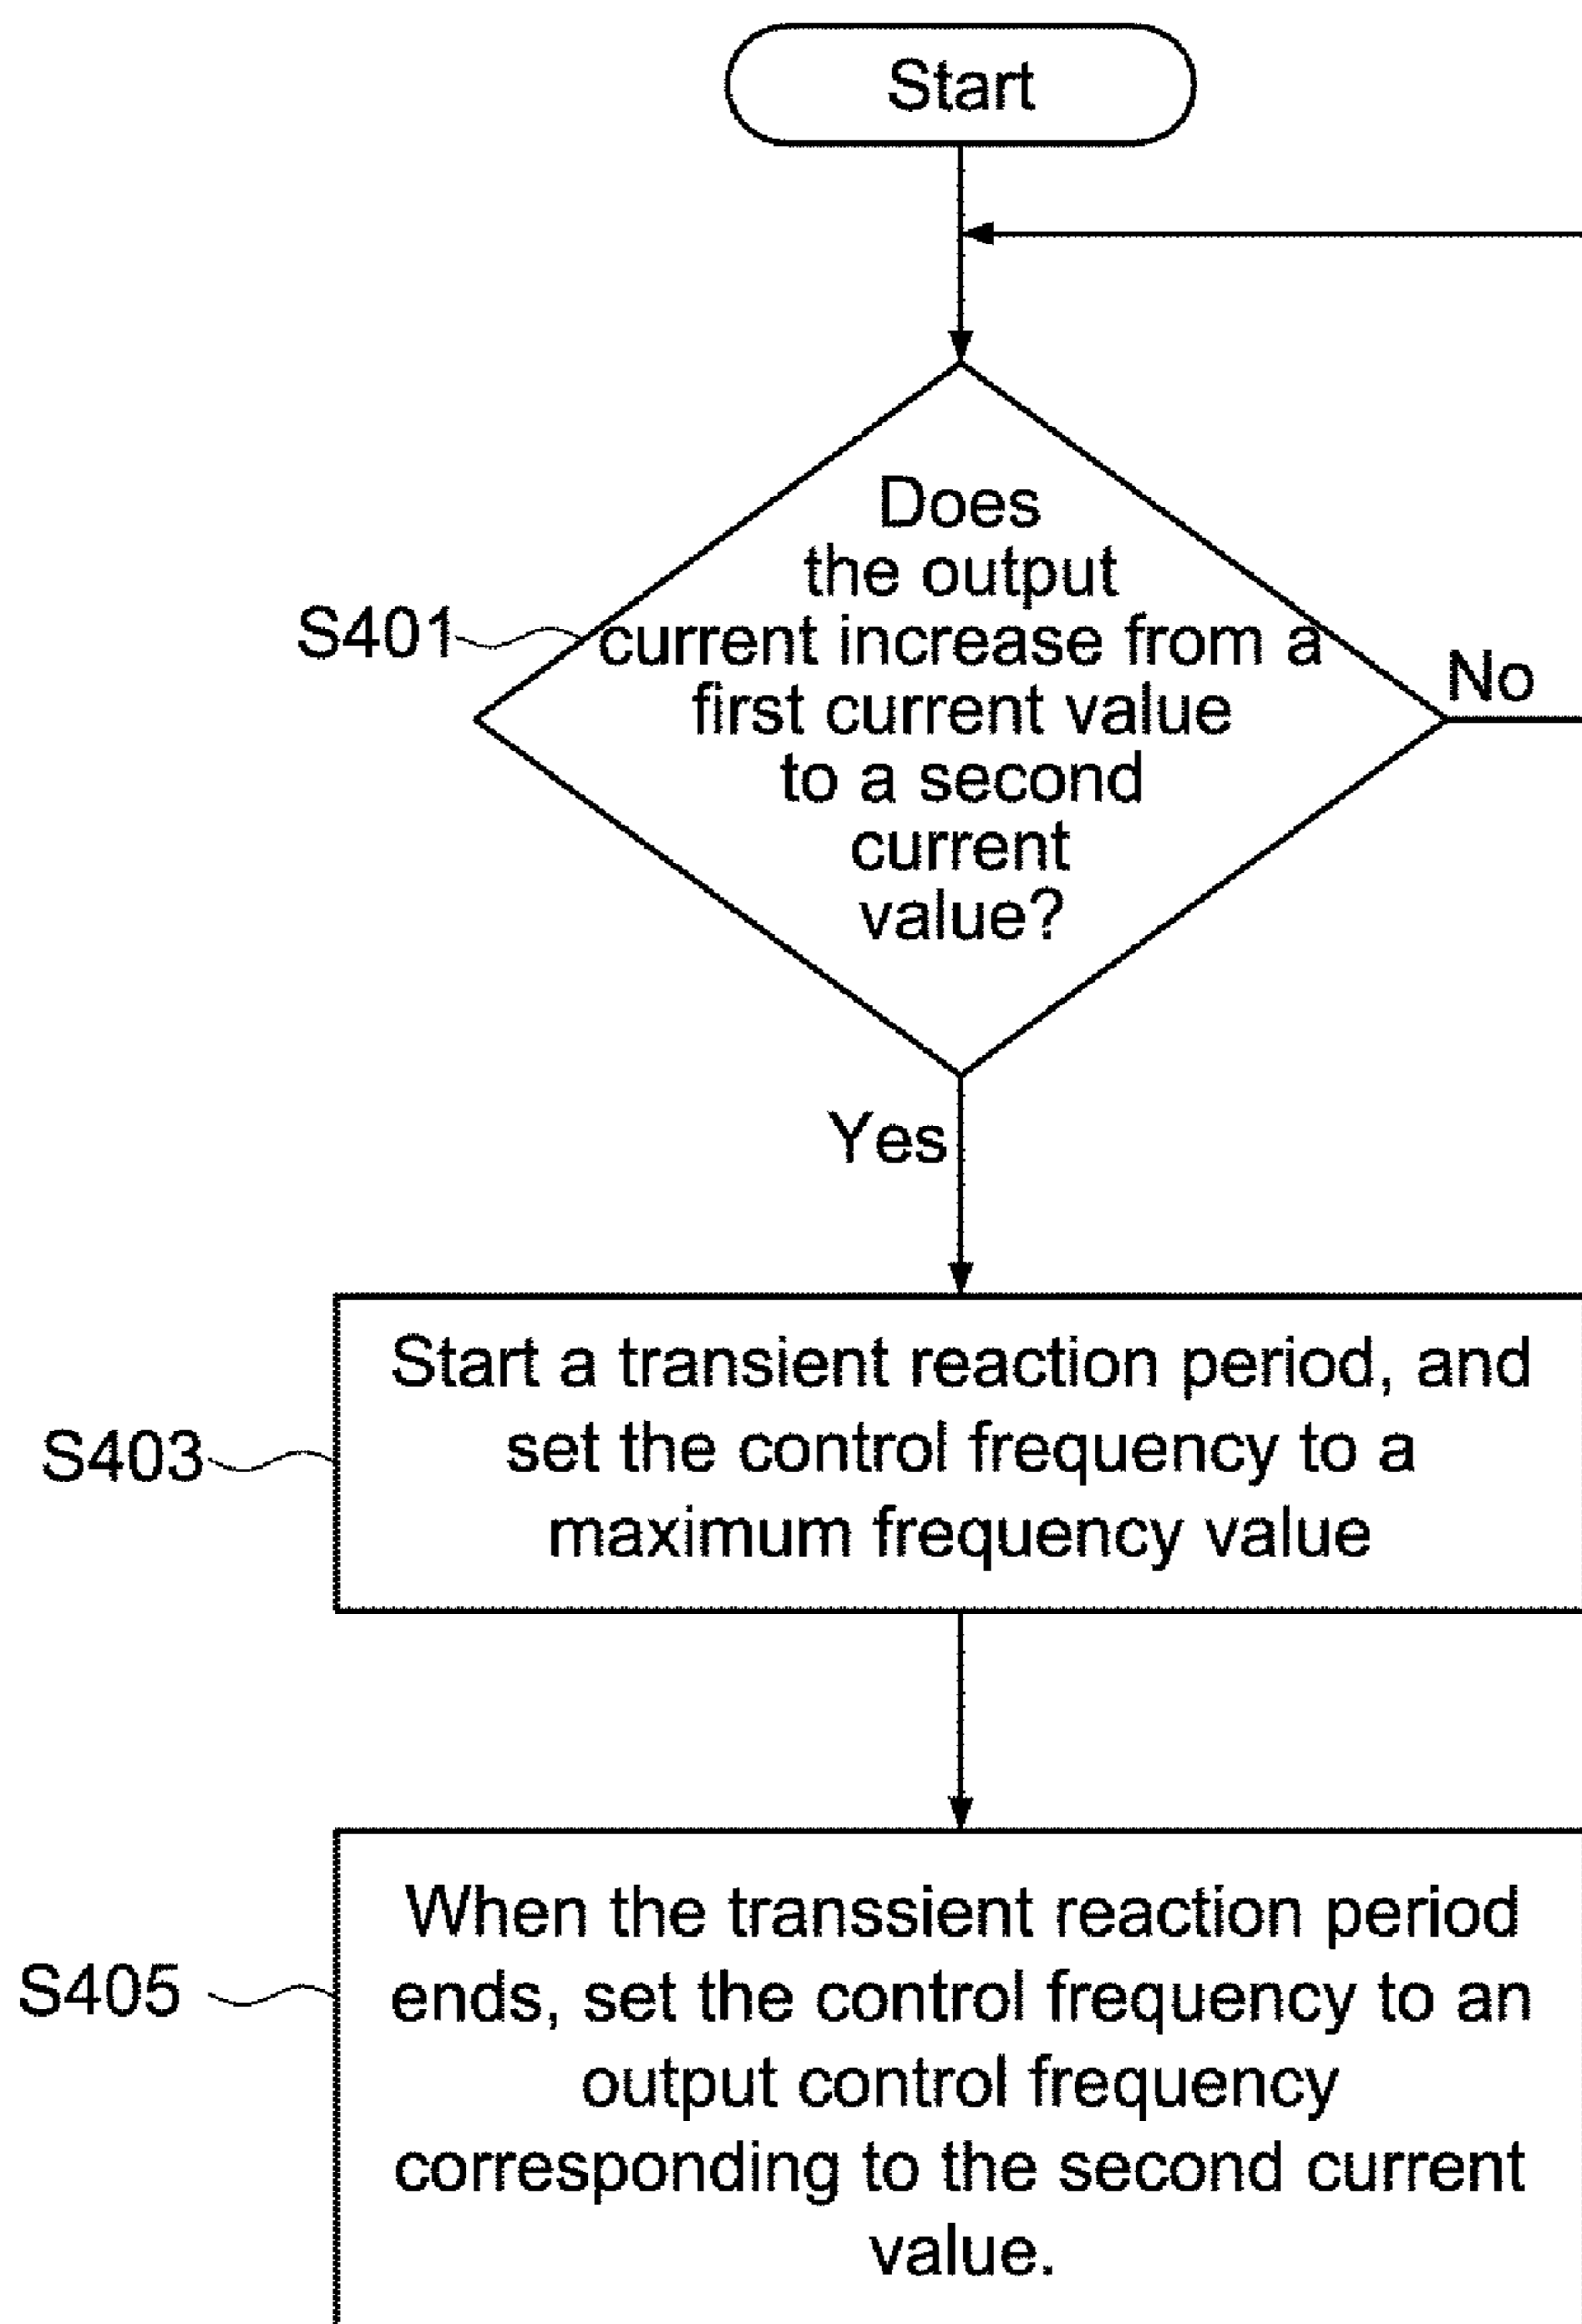 Start
Does
the output
current increase from a
first current value
to a second
current
value?
S401
No
Yes
Start a transient reaction period, and
set the control frequency to a
maximum frequency value
S403
When the transsient reaction period
ends, set the control frequency to an
output control frequency
corresponding to the second current
value.
S405